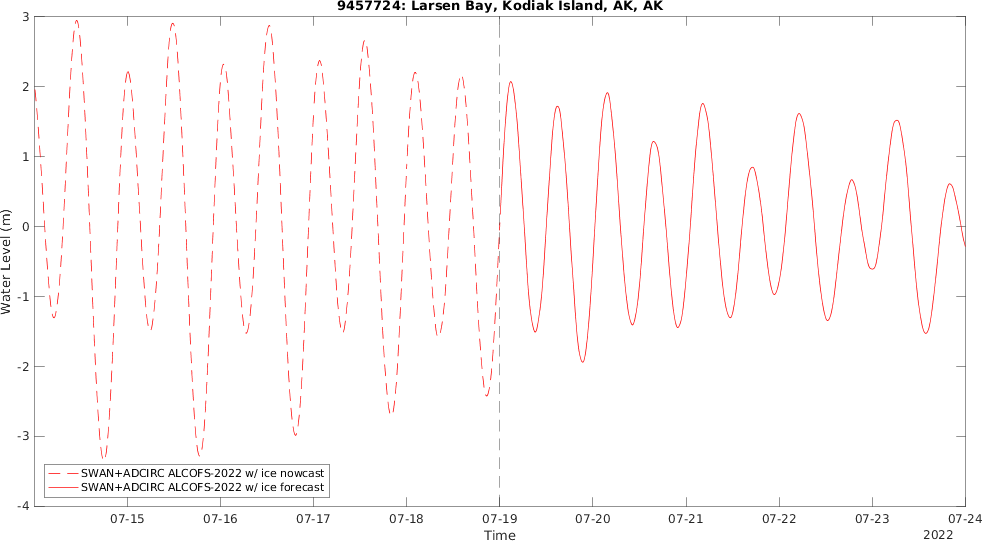 9457724: Larsen Bay, Kodiak Island, AK, AK
3
2
1
0
-1
-2
-3
-4
Water Level (m)
SWAN+ADCIRC ALCOFS-2022 w/ ice nowcast
SWAN+ADCIRC ALCOFS-2022 w/ ice forecast
07-15 07-16 07-17 07-18 07-19 07-20 07-21 07-22 07-23 07-24
Time
2022